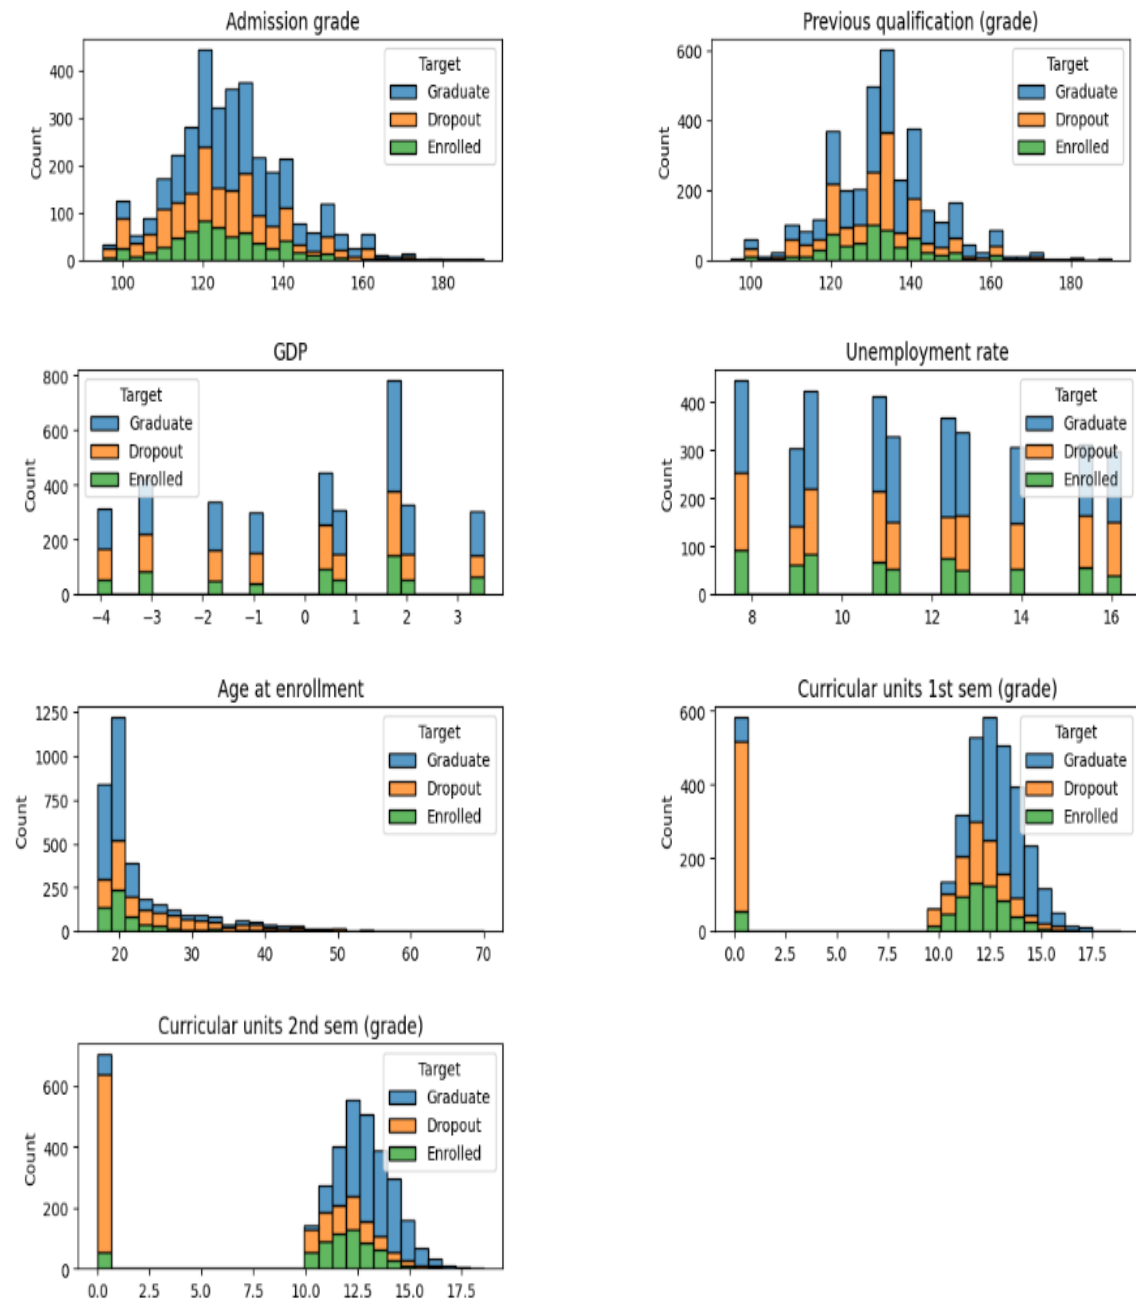 Admission grade
Target
Graduate
Dropout
Enrolled
Count
400
300
200
100
0
100 120 140 160 180
Previous qualification (grade)
Target
Graduate
Dropout
Enrolled
Count
600
400
200
0
100 120 140 160 180
GDP
Target
Graduate
Dropout
Enrolled
Count
800
600
400
200
0
−4 −3 −2 −1 0 1 2 3
Unemployment rate
Target
Graduate
Dropout
Enrolled
Count
400
300
200
100
0
8 10 12 14 16
Age at enrollment
Target
Graduate
Dropout
Enrolled
Count
1250
1000
750
500
250
0
20 30 40 50 60 70
Curricular units 1st sem (grade)
Target
Graduate
Dropout
Enrolled
Count
600
400
200
0
0.0 2.5 5.0 7.5 10.0 12.5 15.0 17.5
Curricular units 2nd sem (grade)
Target
Graduate
Dropout
Enrolled
Count
600
400
200
0
0.0 2.5 5.0 7.5 10.0 12.5 15.0 17.5